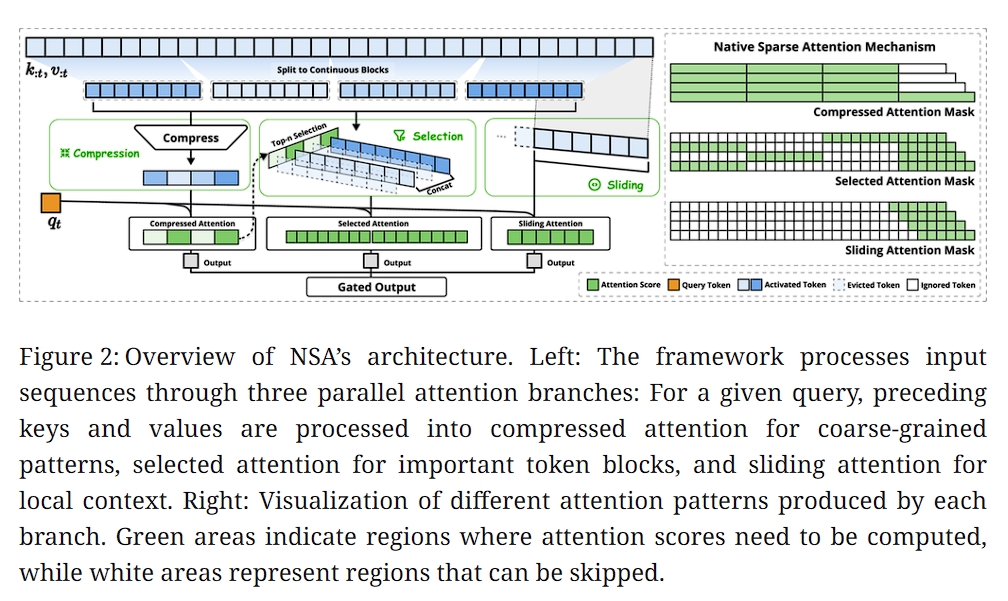 Native Sparse Attention Mechanism
k:t, v:t
Split to Continuous Blocks
Compressed Attention Mask
Compress
Top-n Selection
Selection
Compression
Concat
Selected Attention Mask
Sliding
qt
Compressed Attention
Selected Attention
Sliding Attention
Sliding Attention Mask
Output
Output
Output
Gated Output
Attention Score
Query Token
Activated Token
Evicted Token
Ignored Token
Figure 2: Overview of NSA’s architecture. Left: The framework processes input
sequences through three parallel attention branches: For a given query, preceding
keys and values are processed into compressed attention for coarse-grained
patterns, selected attention for important token blocks, and sliding attention for
local context. Right: Visualization of different attention patterns produced by each
branch. Green areas indicate regions where attention scores need to be computed,
while white areas represent regions that can be skipped.